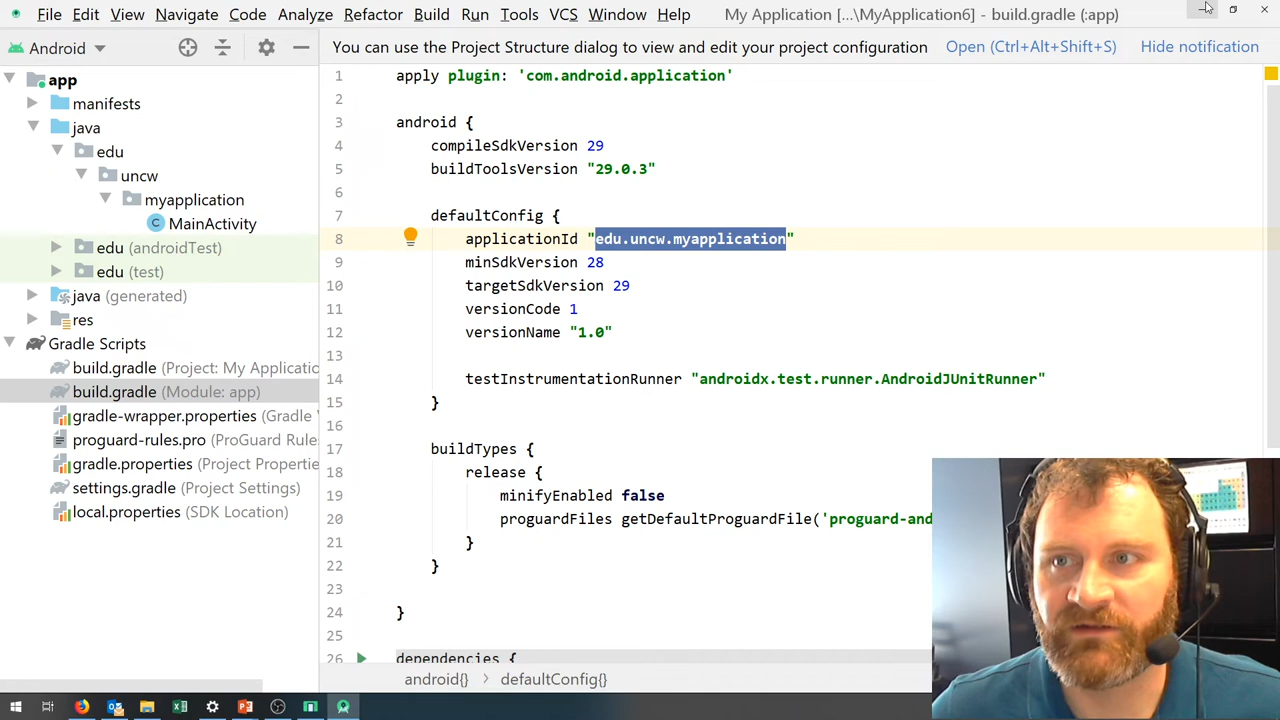 File Edit View Navigate Code Analyze Refactor Build Run Tools VCS Window Help My Application [...\MyApplication6] - build.gradle (:app)
Android
You can use the Project Structure dialog to view and edit your project configuration Open (Ctrl+Alt+Shift+S) Hide notification
app
manifests
java
edu
uncw
myapplication
MainActivity
edu (androidTest)
edu (test)
java (generated)
res
Gradle Scripts
build.gradle (Project: My Applicatio
build.gradle (Module: app)
gradle-wrapper.properties (Gradle V
proguard-rules.pro (ProGuard Rule
gradle.properties (Project Propertie
settings.gradle (Project Settings)
local.properties (SDK Location)
1 apply plugin: 'com.android.application'
2
3 android {
4 compileSdkVersion 29
5 buildToolsVersion "29.0.3"
6
7 defaultConfig {
8 applicationId "edu.uncw.myapplication"
9 minSdkVersion 28
10 targetSdkVersion 29
11 versionCode 1
12 versionName "1.0"
13
14 testInstrumentationRunner "androidx.test.runner.AndroidJUnitRunner"
15 }
16
17 buildTypes {
18 release {
19 minifyEnabled false
20 proguardFiles getDefaultProguardFile('proguard-and
21 }
22 }
23
24 }
25
26 dependencies {
android{} › defaultConfig{}